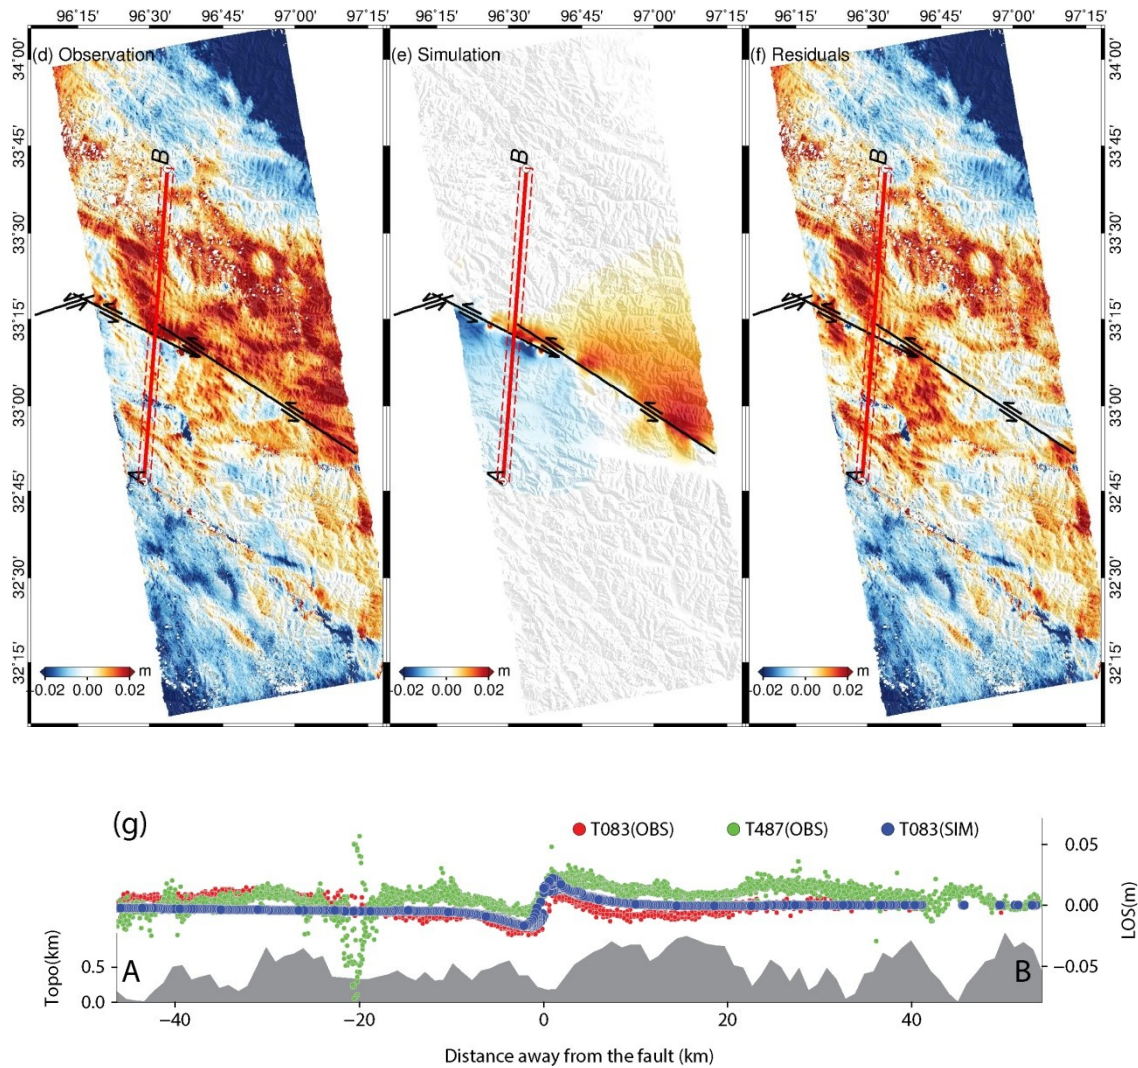 96°15' 96°30' 96°45' 97°00' 97°15' 96°15' 96°30' 96°45' 97°00' 97°15' 96°15' 96°30' 96°45' 97°00' 97°15'
(d) Observation (e) Simulation (f) Residuals
34°00' 34°00'
33°45' 33°45'
B B B
33°30' 33°30'
33°15' 33°15'
33°00' 33°00'
A A A
32°45' 32°45'
32°30' 32°30'
32°15' 32°15'
m m m
-0.02 0.00 0.02 -0.02 0.00 0.02 -0.02 0.00 0.02
(g)
T083(OBS) T487(OBS) T083(SIM)
0.05
0.00
LOS(m)
−0.05
Topo(km)
0.5
0.0
A B
−40 −20 0 20 40
Distance away from the fault (km)